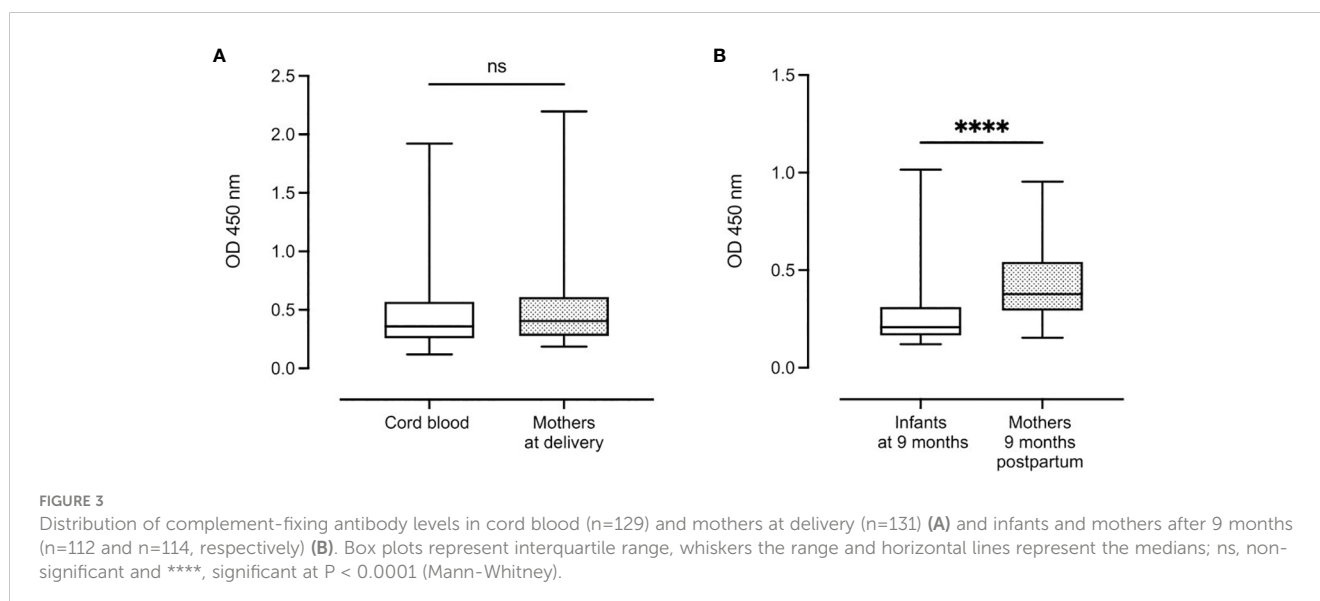 A
B
ns
****
OD 450 nm
2.5
2.0
1.5
1.0
0.5
0.0
Cord blood
Mothers
at delivery
OD 450 nm
1.5
1.0
0.5
0.0
Infants
at 9 months
Mothers
9 months
postpartum
FIGURE 3
Distribution of complement-fixing antibody levels in cord blood (n=129) and mothers at delivery (n=131) (A) and infants and mothers after 9 months
(n=112 and n=114, respectively) (B). Box plots represent interquartile range, whiskers the range and horizontal lines represent the medians; ns, non-
significant and ****, significant at P < 0.0001 (Mann-Whitney).